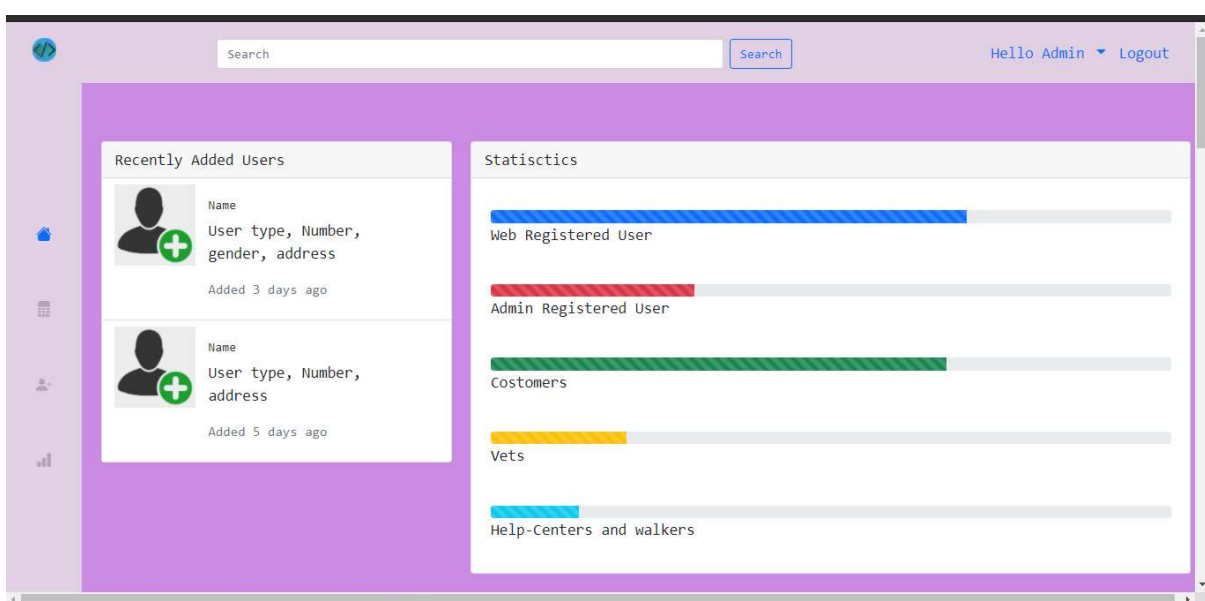 </>
Search
Search
Hello Admin
Logout
Recently Added Users
Name
User type, Number,
gender, address
Added 3 days ago
Name
User type, Number,
address
Added 5 days ago
Statisctics
Web Registered User
Admin Registered User
Costomers
Vets
Help-Centers and walkers